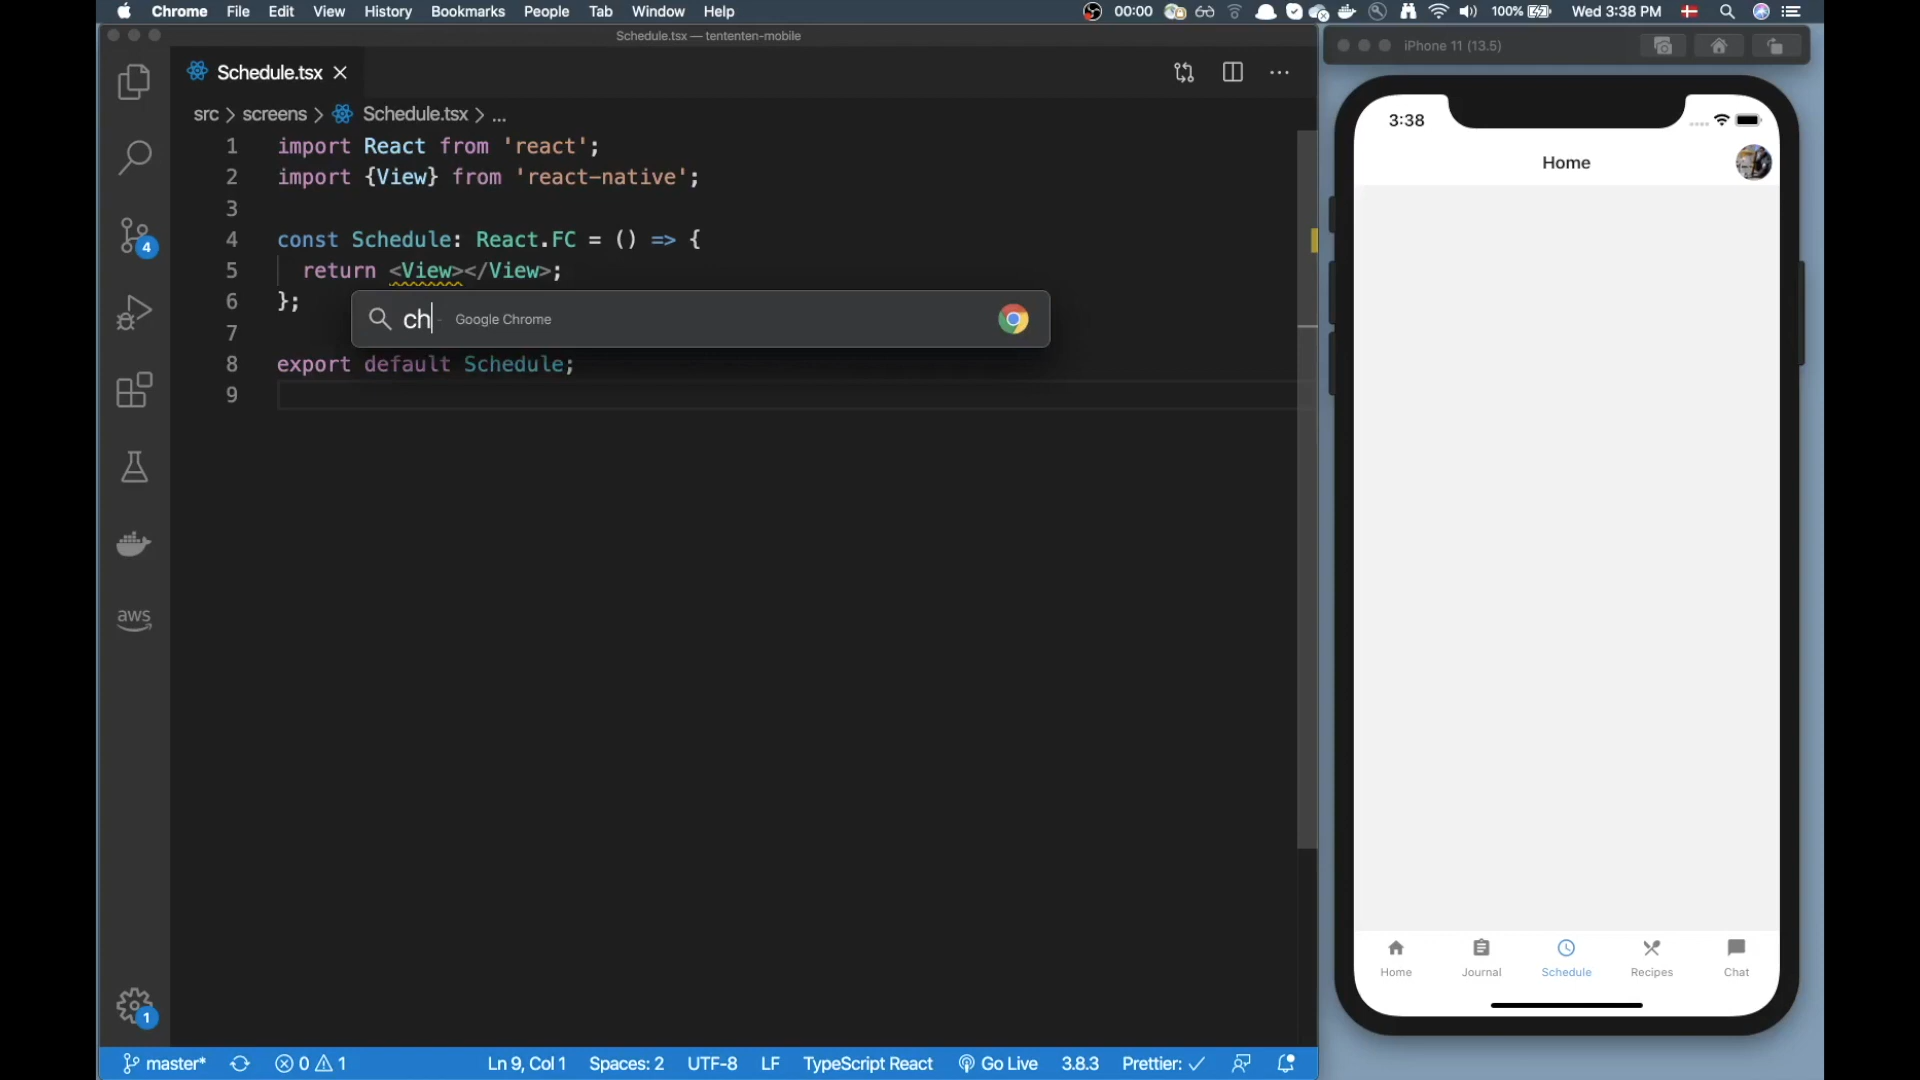 Chrome File Edit View History Bookmarks People Tab Window Help 00:00 100% Wed 3:38 PM
Schedule.tsx — tententen-mobile
Schedule.tsx
src > screens > Schedule.tsx > ...
1 import React from 'react';
2 import {View} from 'react-native';
3
4 const Schedule: React.FC = () => {
5 return <View></View>;
6 };
ch - Google Chrome
7
8 export default Schedule;
9
4
aws
1
master* 0 1 Ln 9, Col 1 Spaces: 2 UTF-8 LF TypeScript React Go Live 3.8.3 Prettier: ✓
iPhone 11 (13.5)
3:38
Home
Home Journal Schedule Recipes Chat